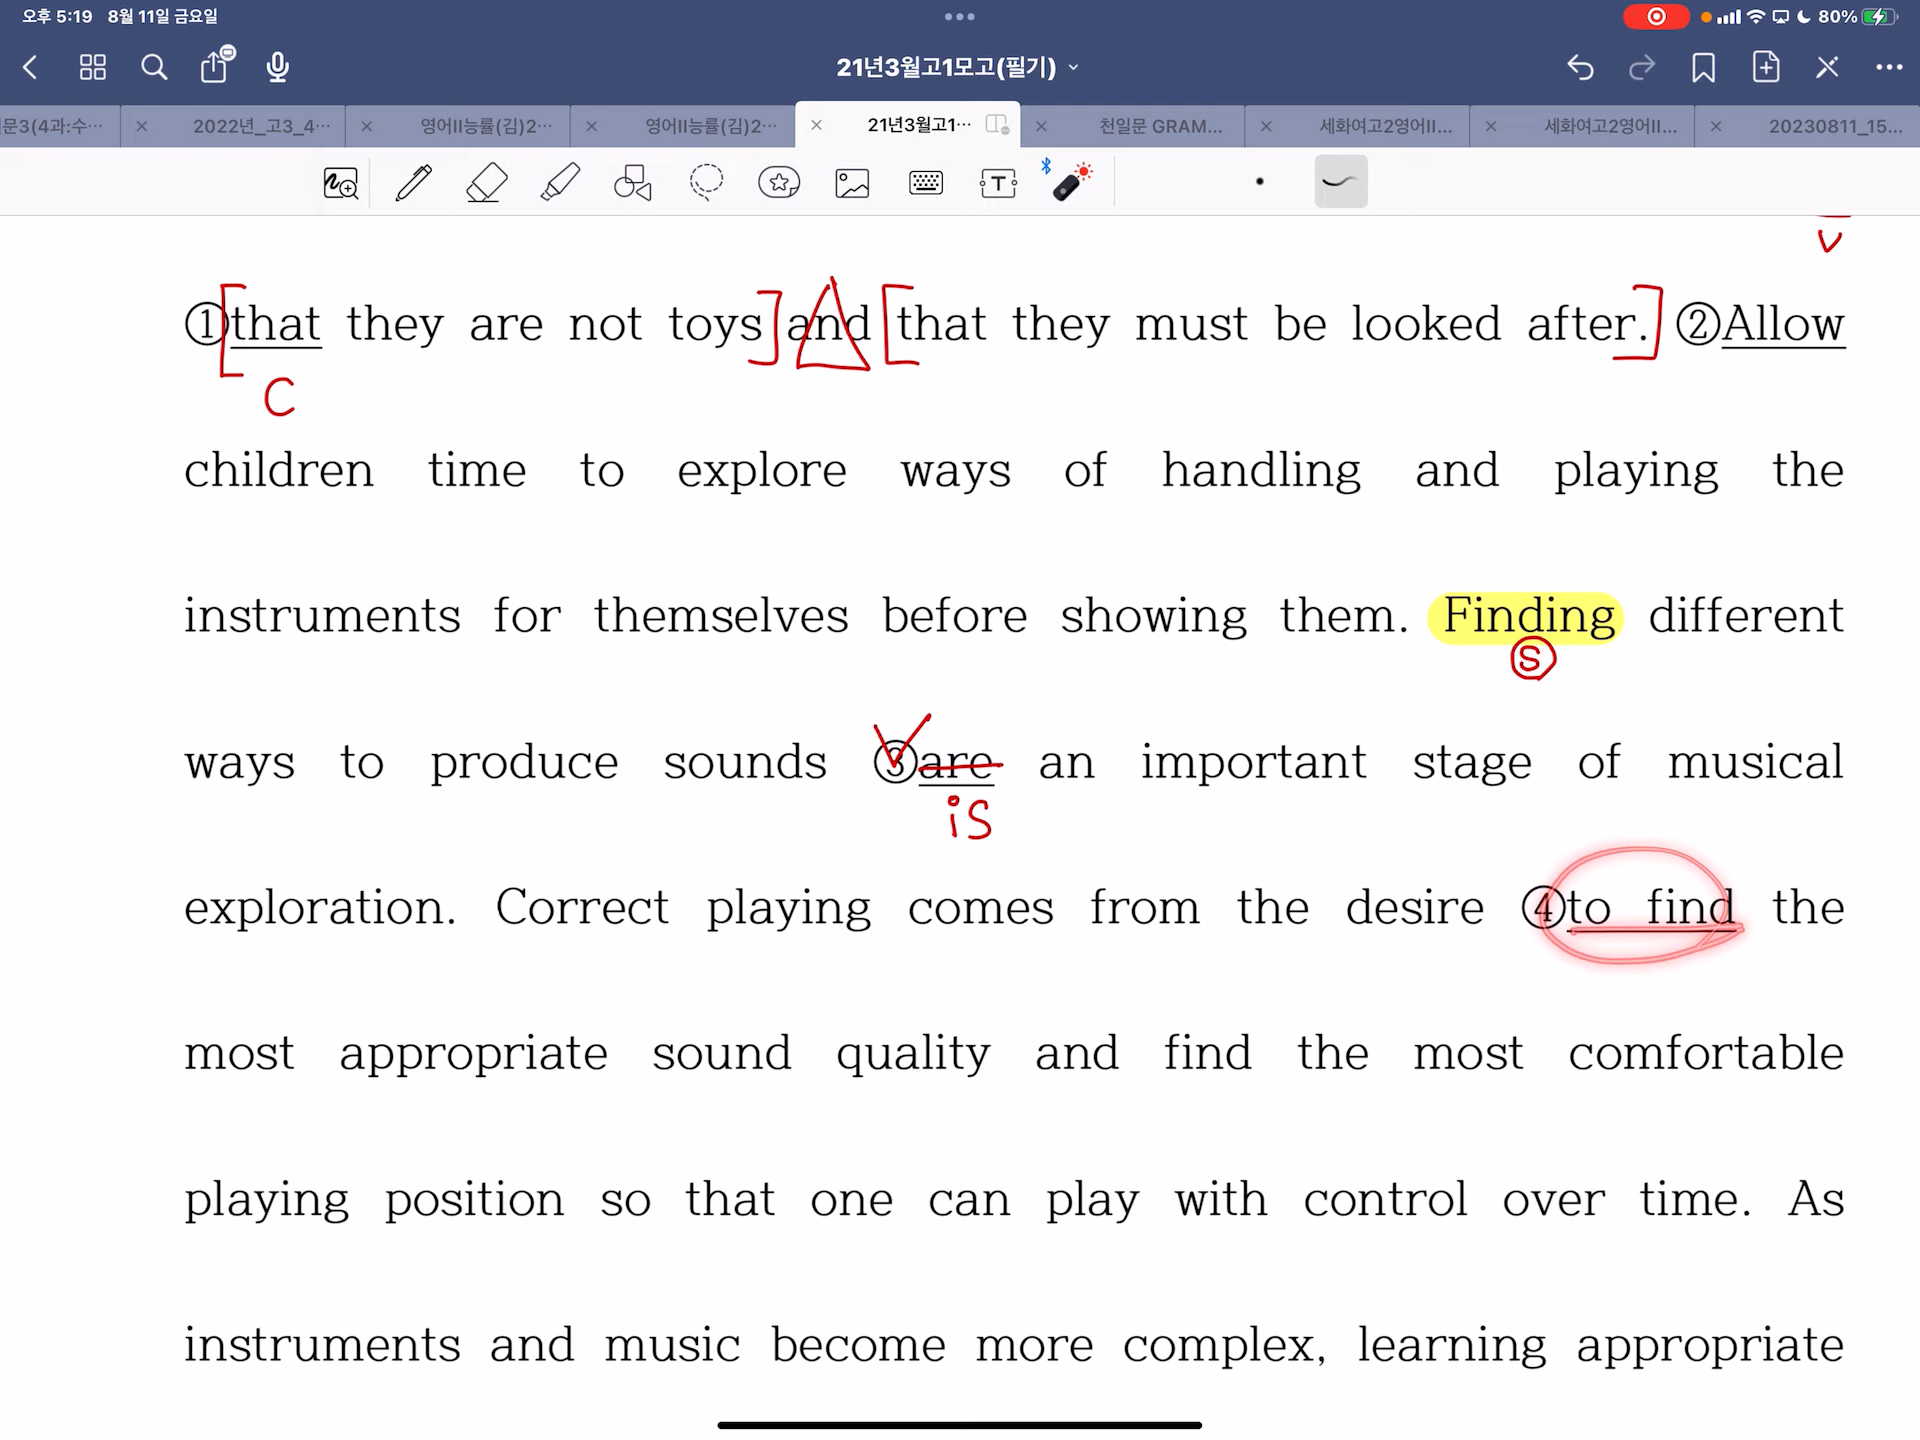 오후 5:19 8월 11일 금요일
80%
21년3월고1모고(필기)
문3(4과:수···
2022년_고3_4···
영어II능률(김)2···
영어II능률(김)2···
21년3월고1···
천일문 GRAM...
세화여고2영어II...
세화여고2영어II...
20230811_15...
T
v
①that they are not toys] and [that they must be looked after.] ②Allow
C
children time to explore ways of handling and playing the
instruments for themselves before showing them. Finding different
S
ways to produce sounds ③are an important stage of musical
is
exploration. Correct playing comes from the desire ④to find the
most appropriate sound quality and find the most comfortable
playing position so that one can play with control over time. As
instruments and music become more complex, learning appropriate